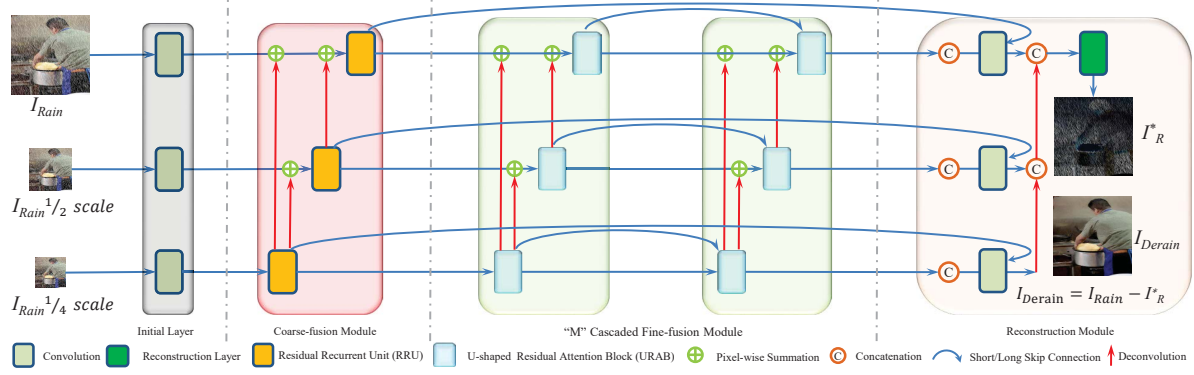 I_Rain
I_Rain 1/2 scale
I_Rain 1/4 scale
C
C
C
C
C
I*_R
I_Derain
I_Derain = I_Rain − I*_R
Initial Layer
Coarse-fusion Module
“M” Cascaded Fine-fusion Module
Reconstruction Module
Convolution
Reconstruction Layer
Residual Recurrent Unit (RRU)
U-shaped Residual Attention Block (URAB)
Pixel-wise Summation
C Concatenation
Short/Long Skip Connection
Deconvolution